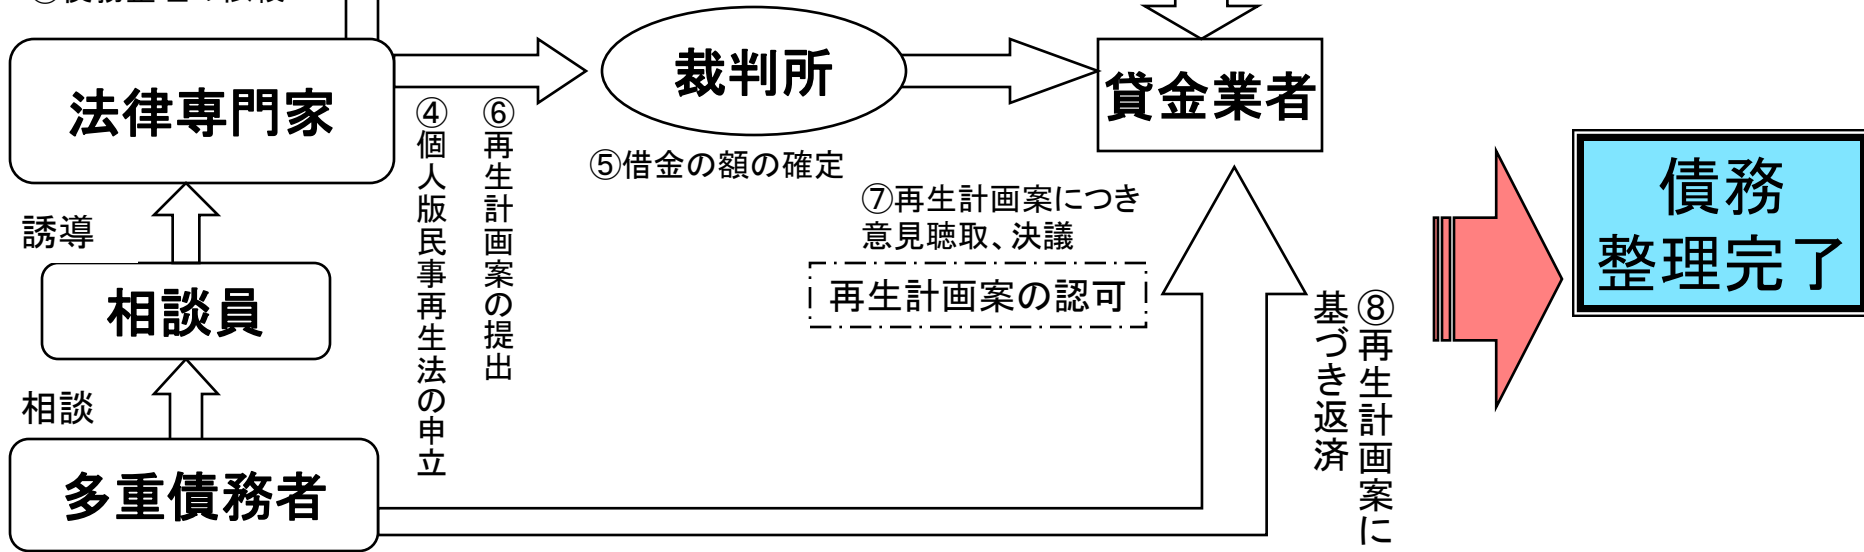 法律専門家
裁判所
貸金業者
④個人版民事再生法の申立
⑥再生計画案の提出
⑤借金の額の確定
⑦再生計画案につき
意見聴取、決議
再生計画案の認可
債務
整理完了
誘導
相談員
⑧再生計画案に
基づき返済
相談
多重債務者